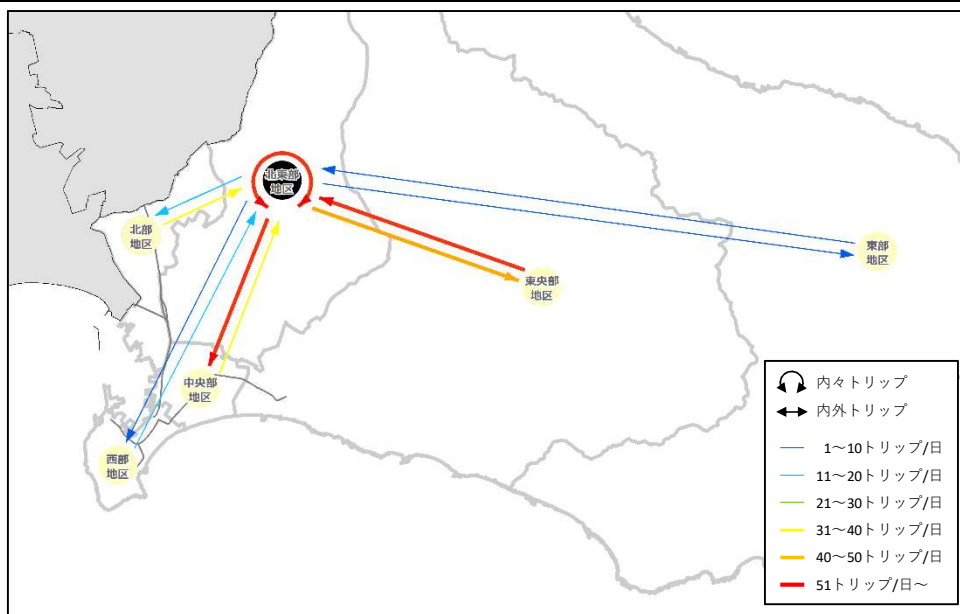 北東部
地区
北部
地区
東部
地区
東央部
地区
中央部
地区
西部
地区
内々トリップ
内外トリップ
1～10トリップ/日
11～20トリップ/日
21～30トリップ/日
31～40トリップ/日
40～50トリップ/日
51トリップ/日～